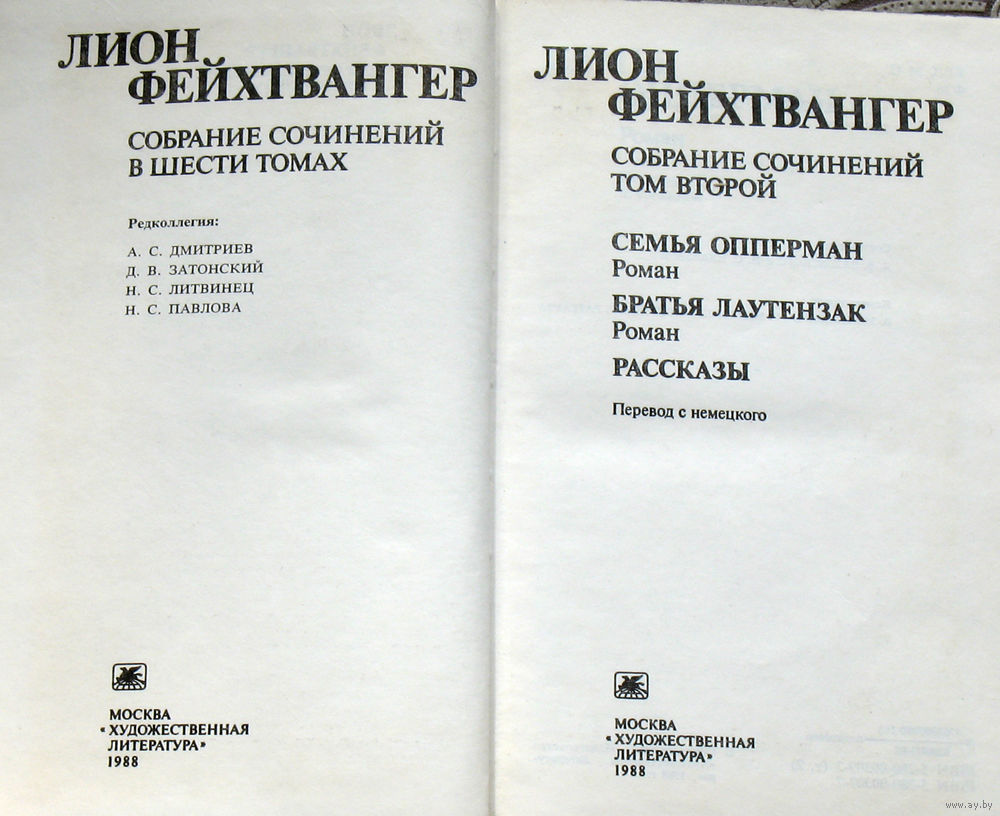 ЛИОН
ФЕЙХТВАНГЕР
СОБРАНИЕ СОЧИНЕНИЙ
В ШЕСТИ ТОМАХ
Редколлегия:
А. С. ДМИТРИЕВ
Д. В. ЗАТОНСКИЙ
Н. С. ЛИТВИНЕЦ
Н. С. ПАВЛОВА
МОСКВА
«ХУДОЖЕСТВЕННАЯ
ЛИТЕРАТУРА»
1988
ЛИОН
ФЕЙХТВАНГЕР
СОБРАНИЕ СОЧИНЕНИЙ
ТОМ ВТОРОЙ
СЕМЬЯ ОППЕРМАН
Роман
БРАТЬЯ ЛАУТЕНЗАК
Роман
РАССКАЗЫ
Перевод с немецкого
МОСКВА
«ХУДОЖЕСТВЕННАЯ
ЛИТЕРАТУРА»
1988
www.ay.by